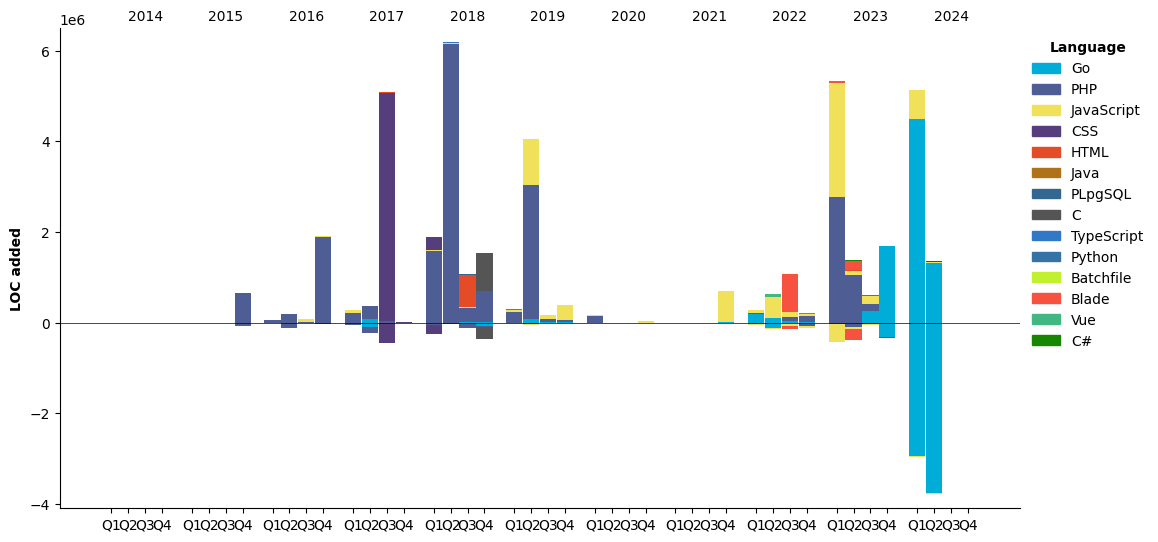 2014 2015 2016 2017 2018 2019 2020 2021 2022 2023 2024
1e6
6
4
2
0
−2
−4
LOC added
Q1Q2Q3Q4 Q1Q2Q3Q4 Q1Q2Q3Q4 Q1Q2Q3Q4 Q1Q2Q3Q4 Q1Q2Q3Q4 Q1Q2Q3Q4 Q1Q2Q3Q4 Q1Q2Q3Q4 Q1Q2Q3Q4 Q1Q2Q3Q4
Language
Go
PHP
JavaScript
CSS
HTML
Java
PLpgSQL
C
TypeScript
Python
Batchfile
Blade
Vue
C#